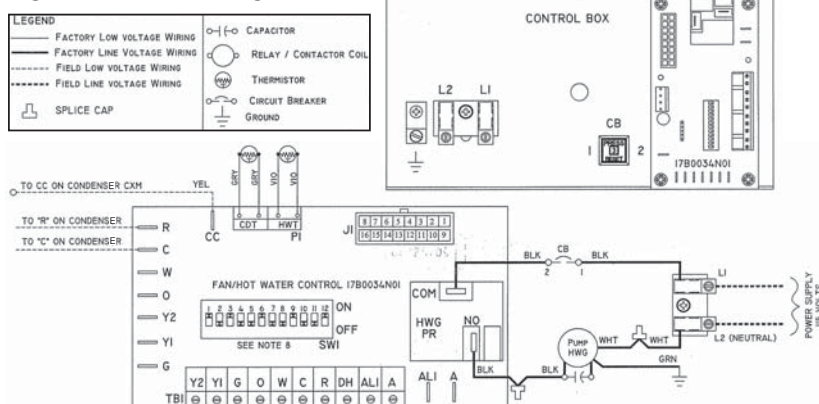 LEGEND
FACTORY LOW VOLTAGE WIRING
FACTORY LINE VOLTAGE WIRING
FIELD LOW VOLTAGE WIRING
FIELD LINE VOLTAGE WIRING
SPLICE CAP
CAPACITOR
RELAY / CONTACTOR COIL
THERMISTOR
CIRCUIT BREAKER
GROUND
CONTROL BOX
L2 L1
CB
1 PRESS RESET 2
17B0034N01
TO CC ON CONDENSER CXM YEL
TO "R" ON CONDENSER
TO "C" ON CONDENSER
GRY GRY VIO VIO
CC
CDT HWT
P1
J1
8 7 6 5 4 3 2 1
16 15 14 13 12 11 10 9
R
C
W
O
Y2
Y1
G
FAN/HOT WATER CONTROL 17B0034N01
1 2 3 4 5 6 7 8 9 10 11 12
ON
OFF
SEE NOTE 8
SW1
COM
HWG
PR
NO
AL1 A
TB1
Y2 Y1 G O W C R DH AL1 A
BLK CB BLK
2 1
L1
L2 (NEUTRAL)
POWER SUPPLY
115 VOLTS
PUMP
HWG
WHT WHT
GRN
BLK BLK